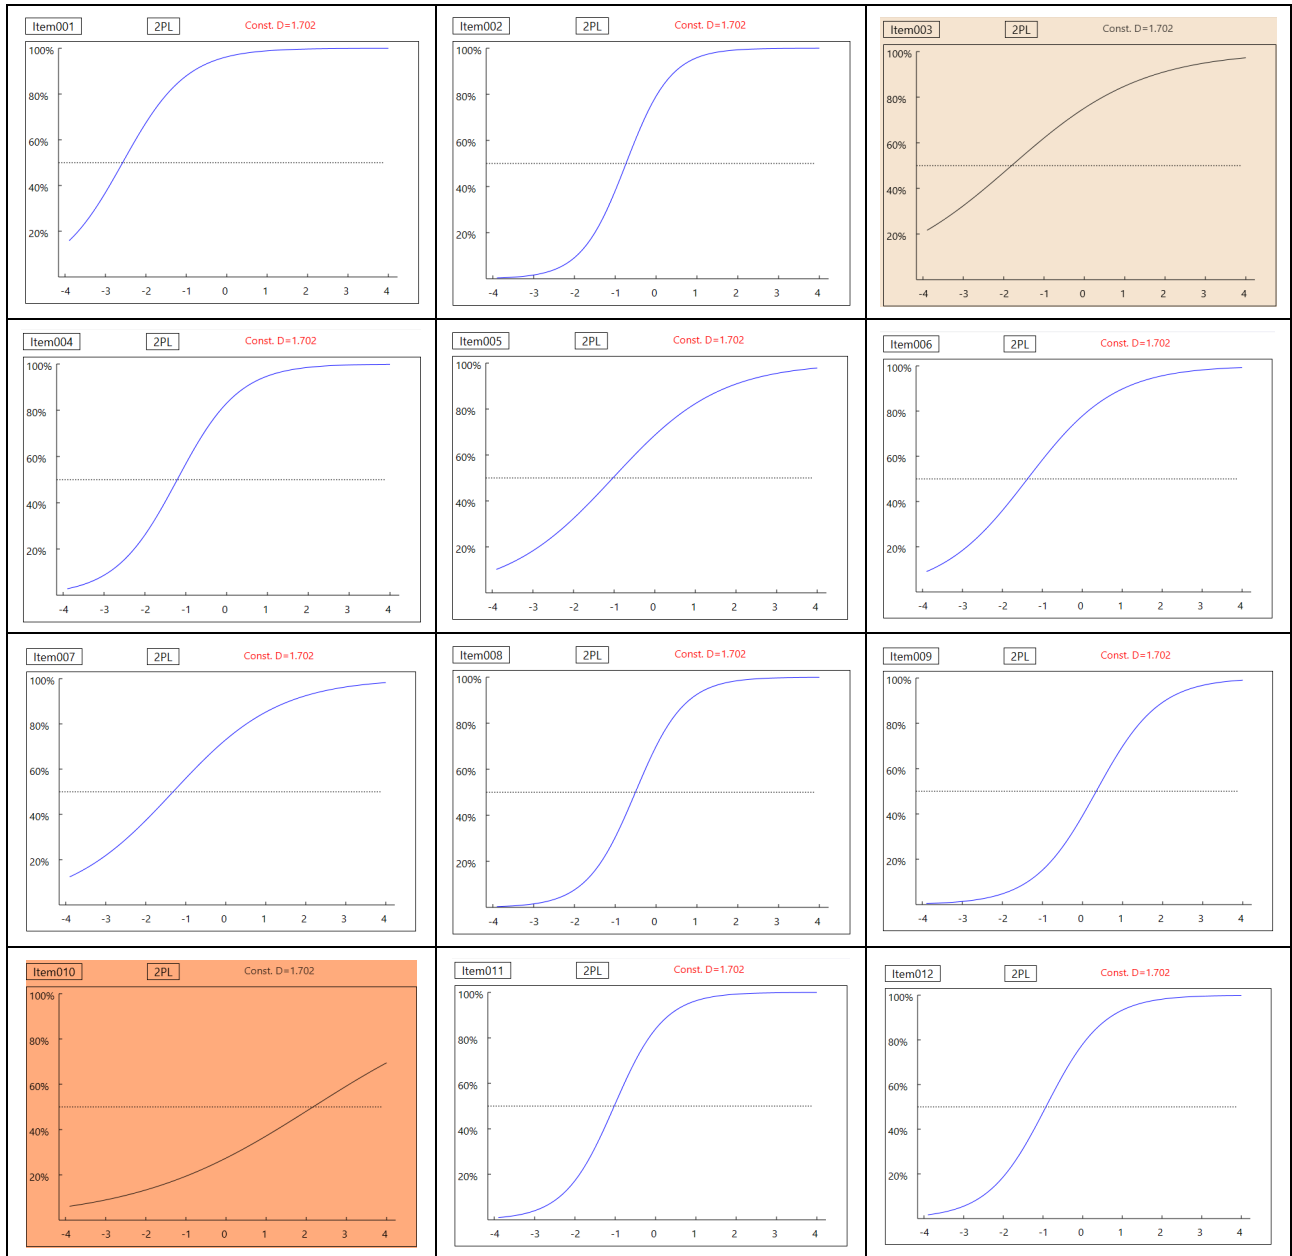 Item001 2PL Const. D=1.702
100%
80%
60%
40%
20%
-4 -3 -2 -1 0 1 2 3 4
Item002 2PL Const. D=1.702
100%
80%
60%
40%
20%
-4 -3 -2 -1 0 1 2 3 4
Item003 2PL Const. D=1.702
100%
80%
60%
40%
20%
-4 -3 -2 -1 0 1 2 3 4
Item004 2PL Const. D=1.702
100%
80%
60%
40%
20%
-4 -3 -2 -1 0 1 2 3 4
Item005 2PL Const. D=1.702
100%
80%
60%
40%
20%
-4 -3 -2 -1 0 1 2 3 4
Item006 2PL Const. D=1.702
100%
80%
60%
40%
20%
-4 -3 -2 -1 0 1 2 3 4
Item007 2PL Const. D=1.702
100%
80%
60%
40%
20%
-4 -3 -2 -1 0 1 2 3 4
Item008 2PL Const. D=1.702
100%
80%
60%
40%
20%
-4 -3 -2 -1 0 1 2 3 4
Item009 2PL Const. D=1.702
100%
80%
60%
40%
20%
-4 -3 -2 -1 0 1 2 3 4
Item010 2PL Const. D=1.702
100%
80%
60%
40%
20%
-4 -3 -2 -1 0 1 2 3 4
Item011 2PL Const. D=1.702
100%
80%
60%
40%
20%
-4 -3 -2 -1 0 1 2 3 4
Item012 2PL Const. D=1.702
100%
80%
60%
40%
20%
-4 -3 -2 -1 0 1 2 3 4